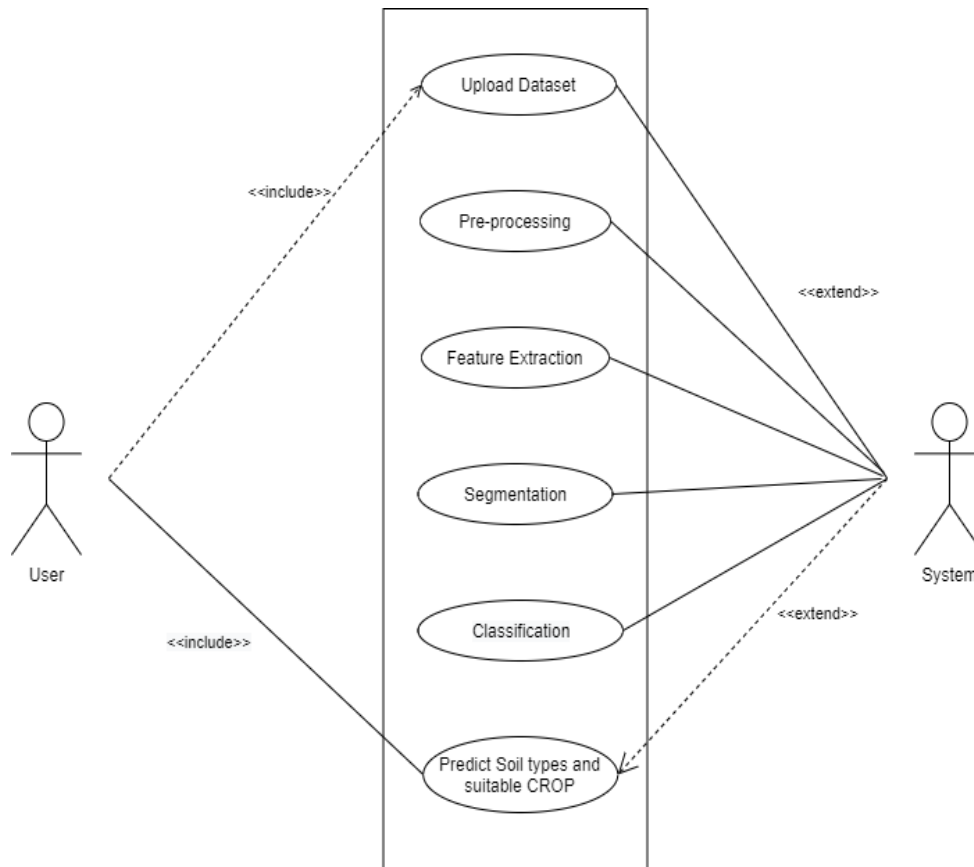 Upload Dataset
<<include>>
Pre-processing
<<extend>>
Feature Extraction
Segmentation
User
System
<<extend>>
Classification
<<include>>
Predict Soil types and
suitable CROP